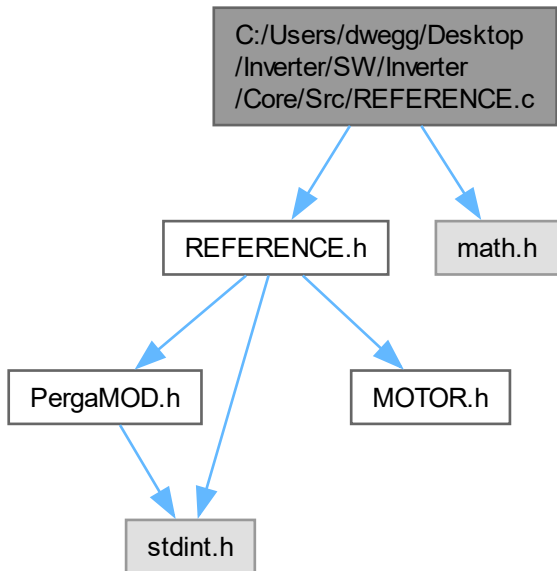 C:/Users/dwegg/Desktop
/Inverter/SW/Inverter
/Core/Src/REFERENCE.c
REFERENCE.h
math.h
PergaMOD.h
MOTOR.h
stdint.h